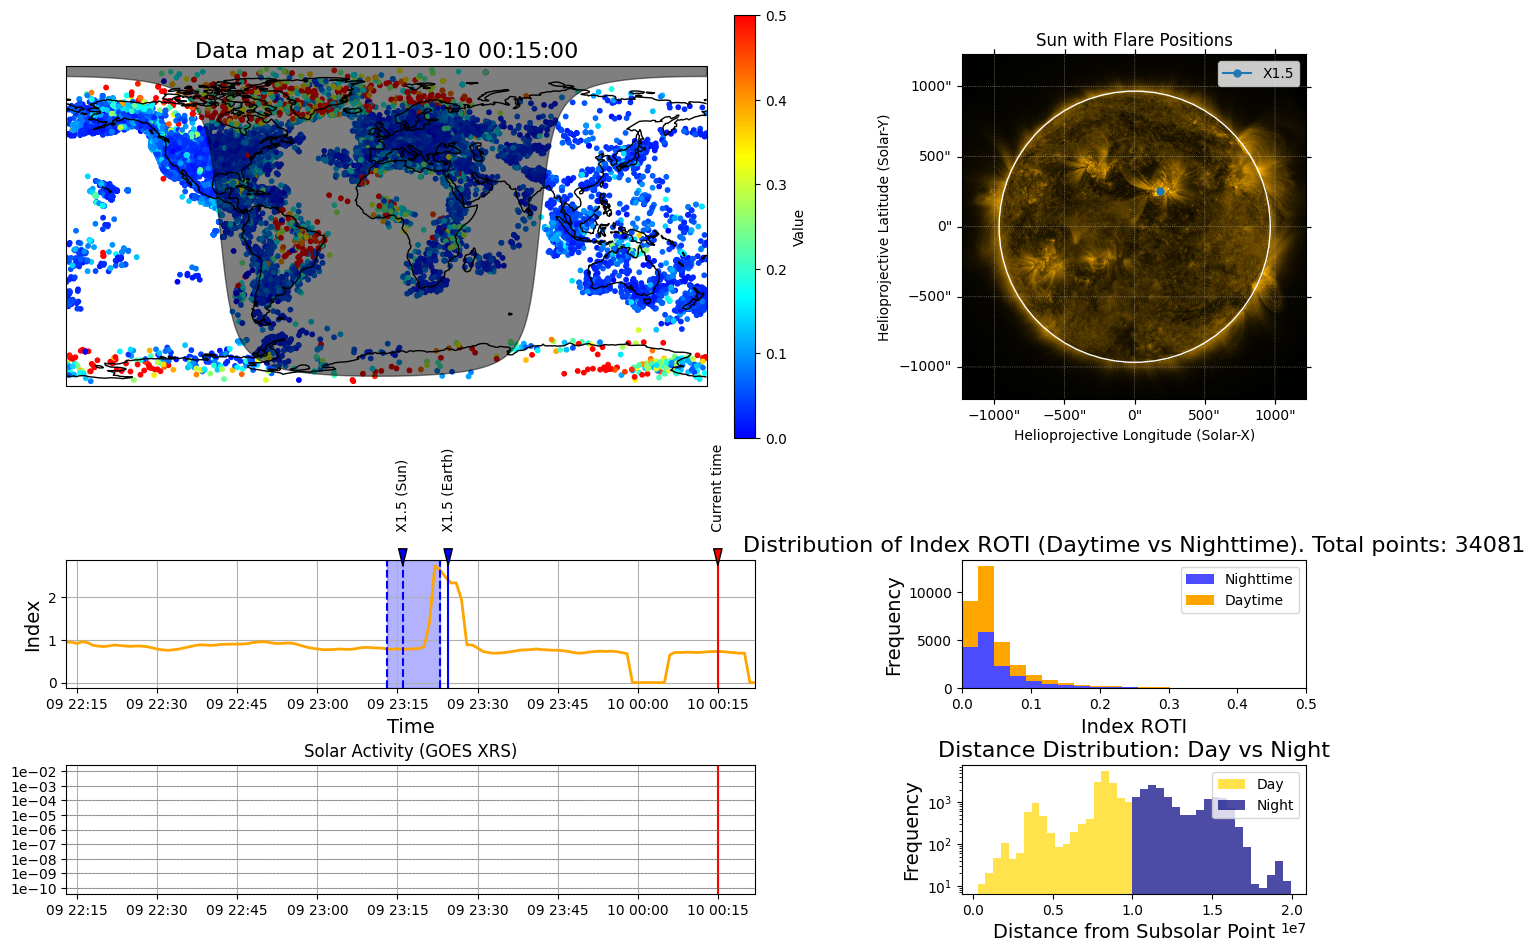 Data map at 2011-03-10 00:15:00
0.5
0.4
0.3
0.2
0.1
0.0
Value
Sun with Flare Positions
X1.5
1000"
500"
0"
−500"
−1000"
Helioprojective Latitude (Solar-Y)
−1000" −500" 0" 500" 1000"
Helioprojective Longitude (Solar-X)
X1.5 (Sun)
X1.5 (Earth)
Current time
2
1
0
Index
09 22:15 09 22:30 09 22:45 09 23:00 09 23:15 09 23:30 09 23:45 10 00:00 10 00:15
Time
Distribution of Index ROTI (Daytime vs Nighttime). Total points: 34081
Nighttime
Daytime
10000
5000
0
Frequency
0.0 0.1 0.2 0.3 0.4 0.5
Index ROTI
Solar Activity (GOES XRS)
1e−02
1e−03
1e−04
1e−05
1e−06
1e−07
1e−08
1e−09
1e−10
09 22:15 09 22:30 09 22:45 09 23:00 09 23:15 09 23:30 09 23:45 10 00:00 10 00:15
Distance Distribution: Day vs Night
Day
Night
10³
10²
10¹
Frequency
0.0 0.5 1.0 1.5 2.0
1e7
Distance from Subsolar Point